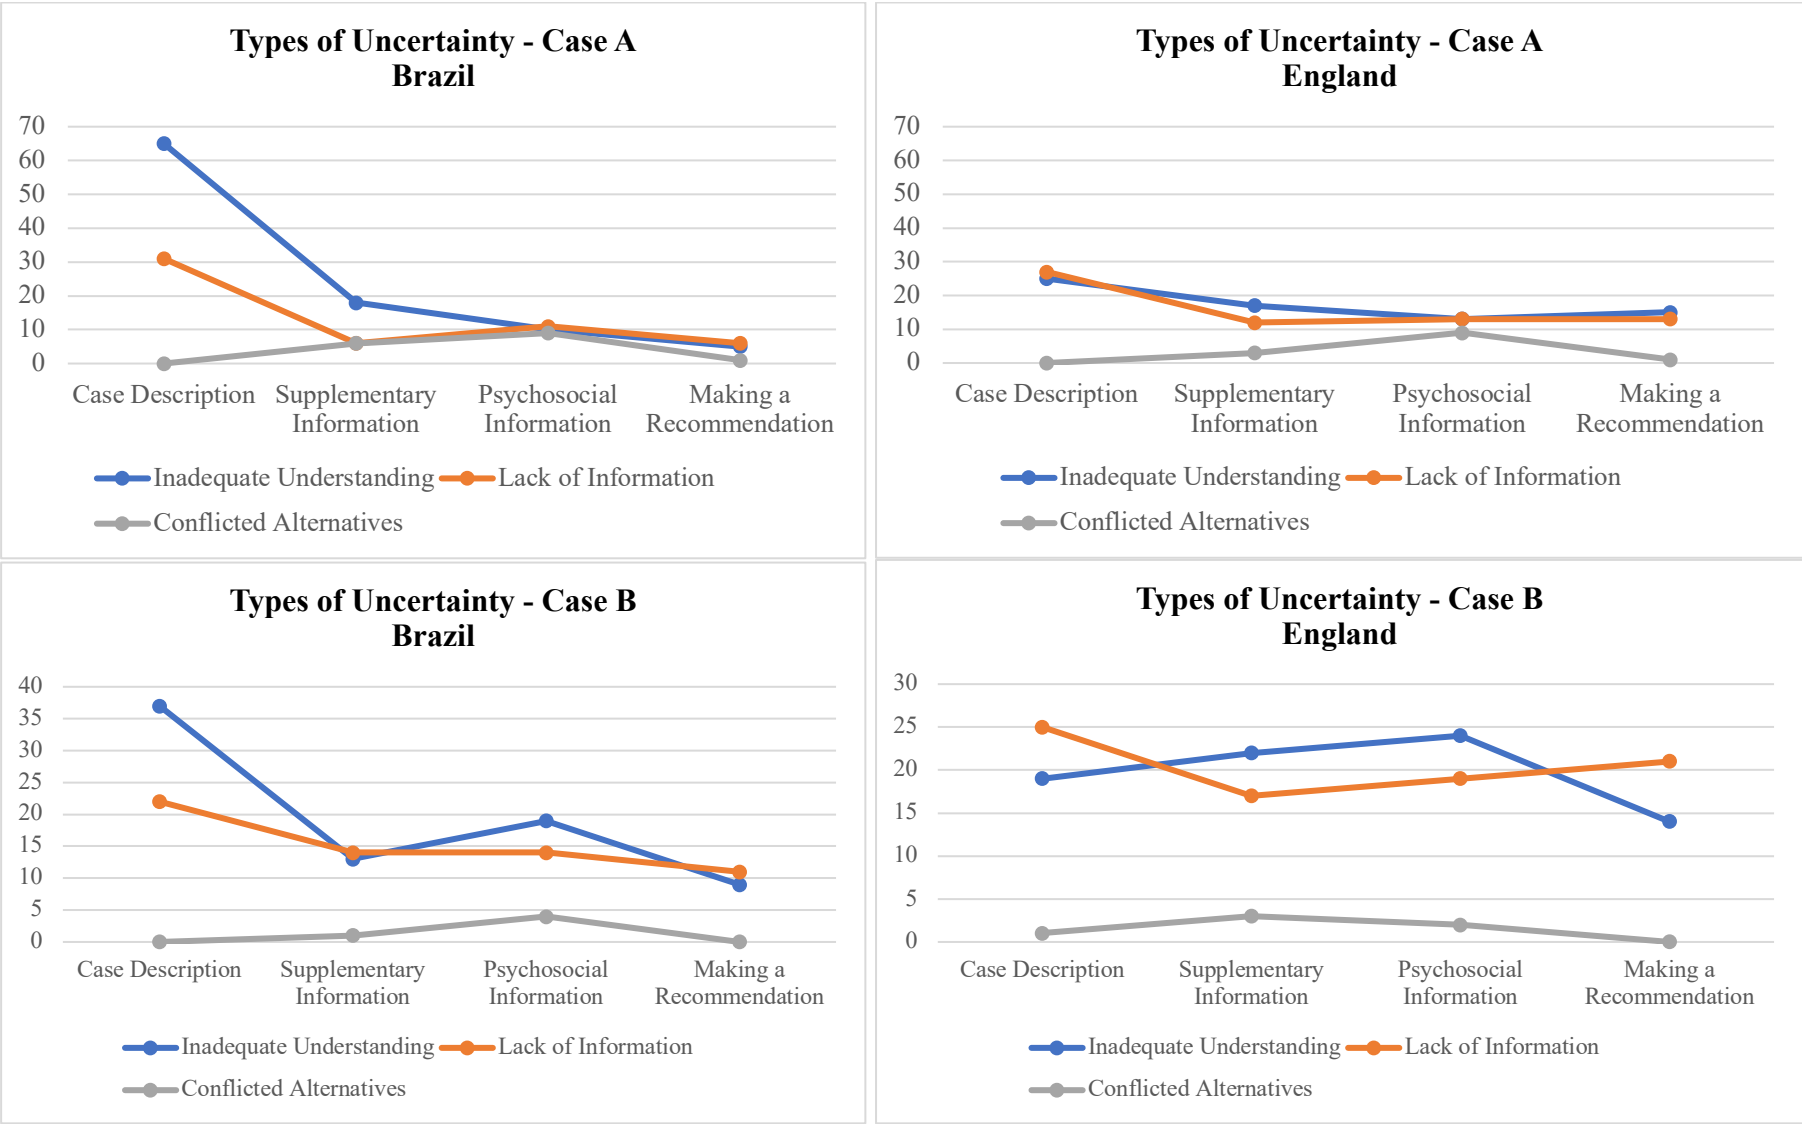 Types of Uncertainty - Case A
Brazil
70
60
50
40
30
20
10
0
Case Description
Supplementary
Information
Psychosocial
Information
Making a
Recommendation
Inadequate Understanding
Lack of Information
Conflicted Alternatives
Types of Uncertainty - Case A
England
70
60
50
40
30
20
10
0
Case Description
Supplementary
Information
Psychosocial
Information
Making a
Recommendation
Inadequate Understanding
Lack of Information
Conflicted Alternatives
Types of Uncertainty - Case B
Brazil
40
35
30
25
20
15
10
5
0
Case Description
Supplementary
Information
Psychosocial
Information
Making a
Recommendation
Inadequate Understanding
Lack of Information
Conflicted Alternatives
Types of Uncertainty - Case B
England
30
25
20
15
10
5
0
Case Description
Supplementary
Information
Psychosocial
Information
Making a
Recommendation
Inadequate Understanding
Lack of Information
Conflicted Alternatives